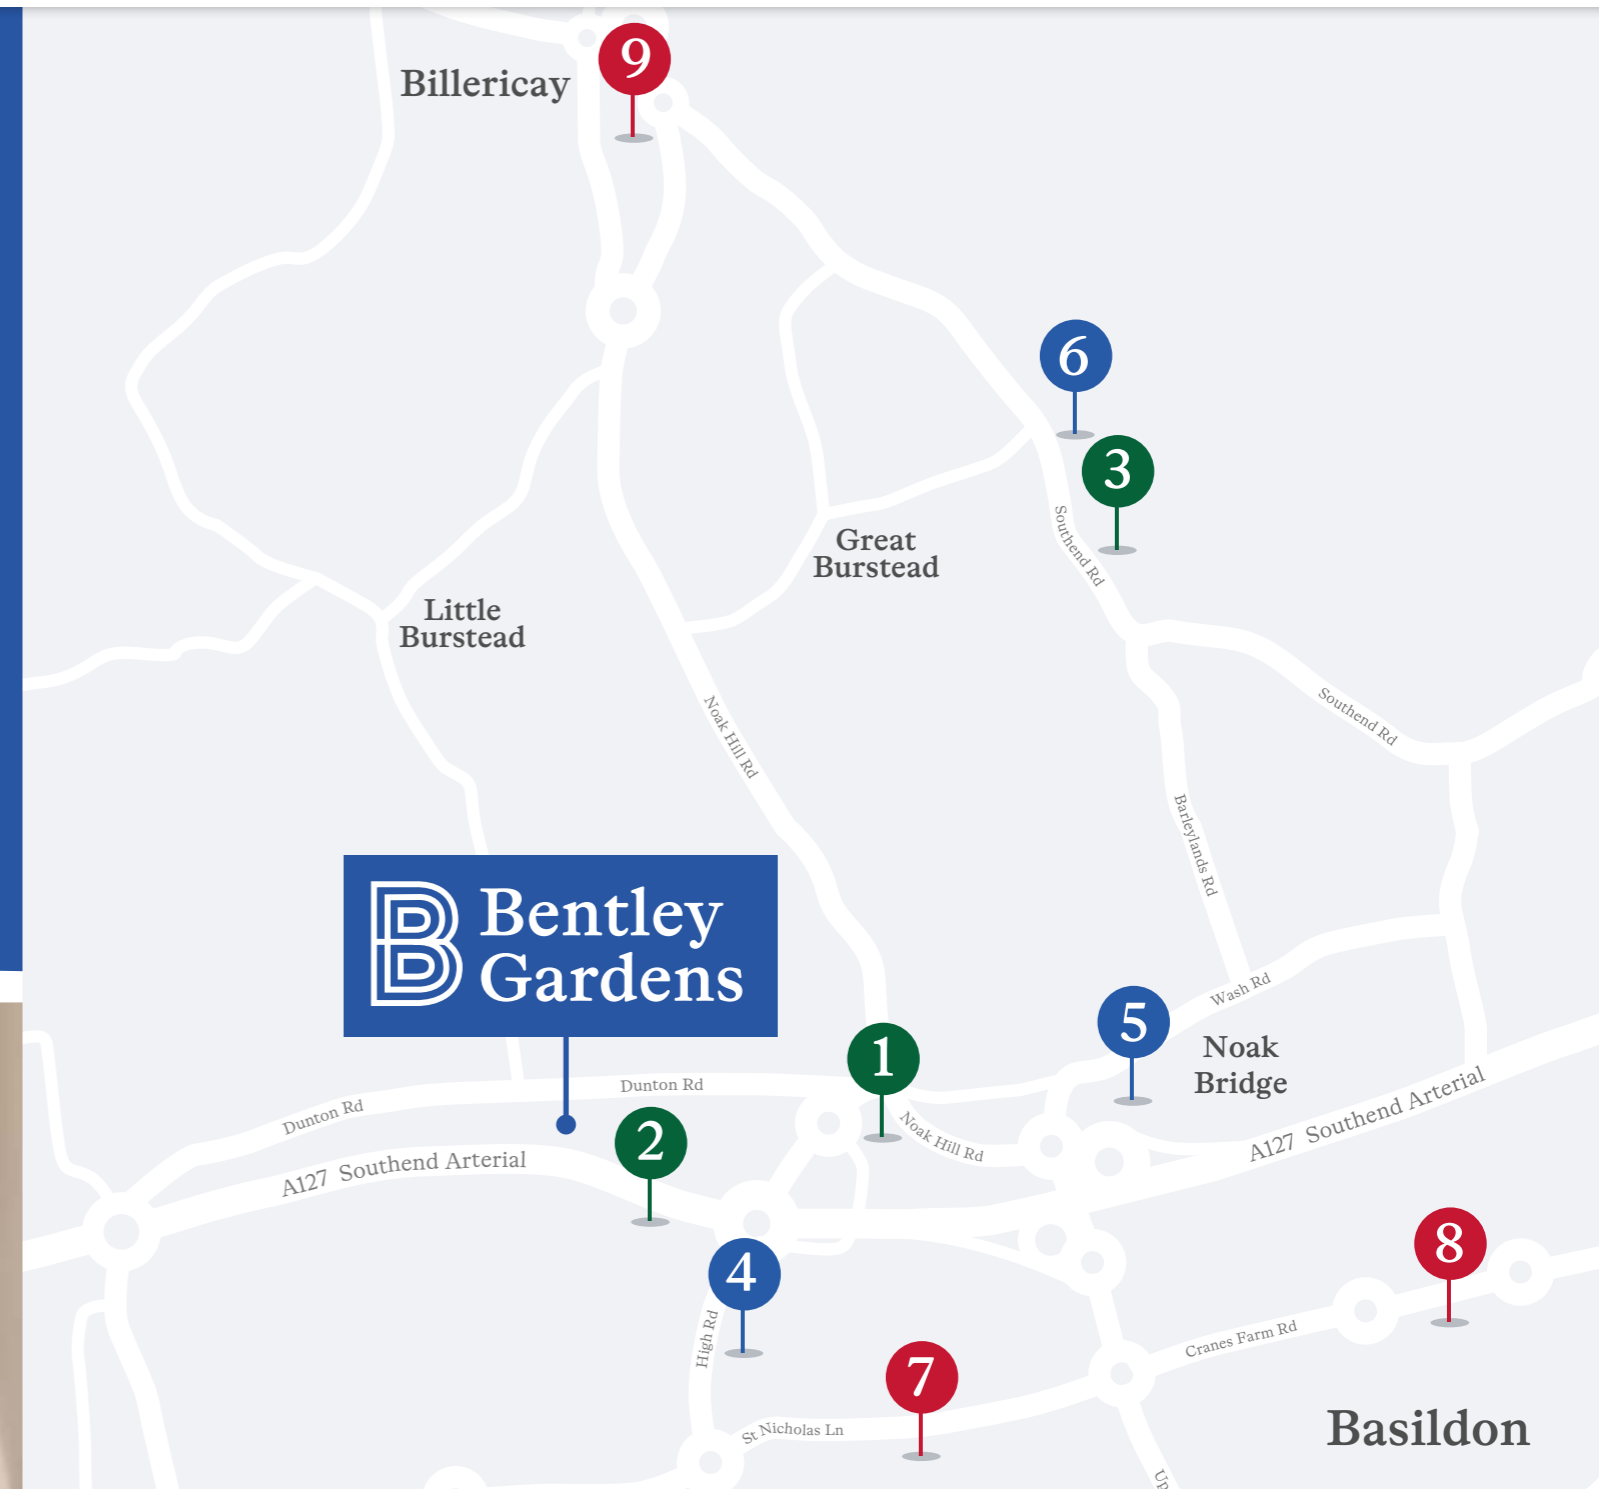 9
Billericay
6
3
Great
Burstead
Southend Rd
Little
Burstead
Noak Hill Rd
Southend Rd
Barleylands Rd
B Bentley
Gardens
Wash Rd
5
Noak
Bridge
1
Dunton Rd
Dunton Rd
2
Noak Hill Rd
A127 Southend Arterial
A127 Southend Arterial
4
8
High Rd
Cranes Farm Rd
7
St Nicholas Ln
Basildon
Up